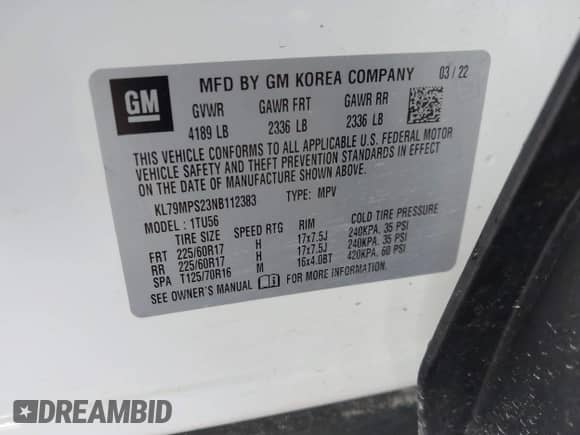 GM
MFD BY GM KOREA COMPANY 03 / 22
GVWR GAWR FRT GAWR RR
4189 LB 2336 LB 2336 LB
THIS VEHICLE CONFORMS TO ALL APPLICABLE U.S. FEDERAL MOTOR
VEHICLE SAFETY AND THEFT PREVENTION STANDARDS IN EFFECT
ON THE DATE OF MANUFACTURE SHOWN ABOVE.
KL79MPS23NB112383 TYPE: MPV
MODEL : 1TU56
TIRE SIZE SPEED RTG RIM COLD TIRE PRESSURE
FRT 225/60R17 H 17x7.5J 240KPA, 35 PSI
RR 225/60R17 H 17x7.5J 240KPA, 35 PSI
SPA T125/70R16 M 16x4.0BT 420KPA, 60 PSI
SEE OWNER'S MANUAL FOR MORE INFORMATION.
DREAMBID